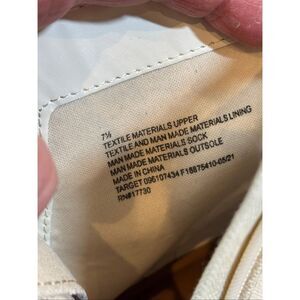 7½
TEXTILE MATERIALS UPPER
TEXTILE AND MAN MADE MATERIALS LINING
MAN MADE MATERIALS SOCK
MAN MADE MATERIALS OUTSOLE
MADE IN CHINA
TARGET 096107434 F18875410-05/21
RN#17730